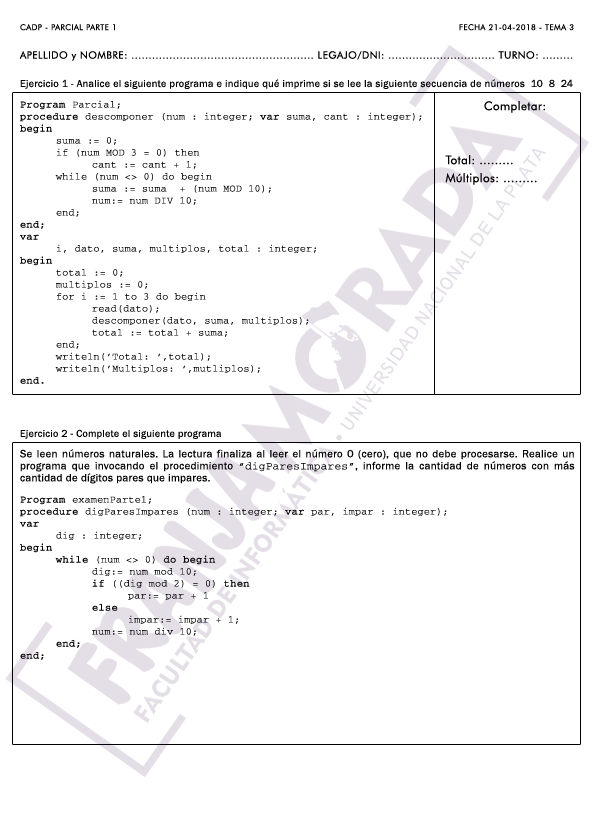 CADP - PARCIAL PARTE 1
FECHA 21-04-2018 - TEMA 3
APELLIDO y NOMBRE: ...................................................... LEGAJO/DNI: ................................ TURNO: .........
Ejercicio 1 - Analice el siguiente programa e indique qué imprime si se lee la siguiente secuencia de números 10 8 24
Program Parcial;
procedure descomponer (num : integer; var suma, cant : integer);
begin
suma := 0;
if (num MOD 3 = 0) then
cant := cant + 1;
while (num <> 0) do begin
suma := suma + (num MOD 10);
num:= num DIV 10;
end;
end;
var
i, dato, suma, multiplos, total : integer;
begin
total := 0;
multiplos := 0;
for i := 1 to 3 do begin
read(dato);
descomponer(dato, suma, multiplos);
total := total + suma;
end;
writeln(‘Total: ‘,total);
writeln(‘Multiplos: ‘,mutliplos);
end.
Completar:
Total: .........
Múltiplos: .........
Ejercicio 2 - Complete el siguiente programa
Se leen números naturales. La lectura finaliza al leer el número 0 (cero), que no debe procesarse. Realice un
programa que invocando el procedimiento “digParesImpares”, informe la cantidad de números con más
cantidad de dígitos pares que impares.
Program examenParte1;
procedure digParesImpares (num : integer; var par, impar : integer);
var
dig : integer;
begin
while (num <> 0) do begin
dig:= num mod 10;
if ((dig mod 2) = 0) then
par:= par + 1
else
impar:= impar + 1;
num:= num div 10;
end;
end;
FRANJA MORADA
FACULTAD DE INFORMÁTICA • UNIVERSIDAD NACIONAL DE LA PLATA